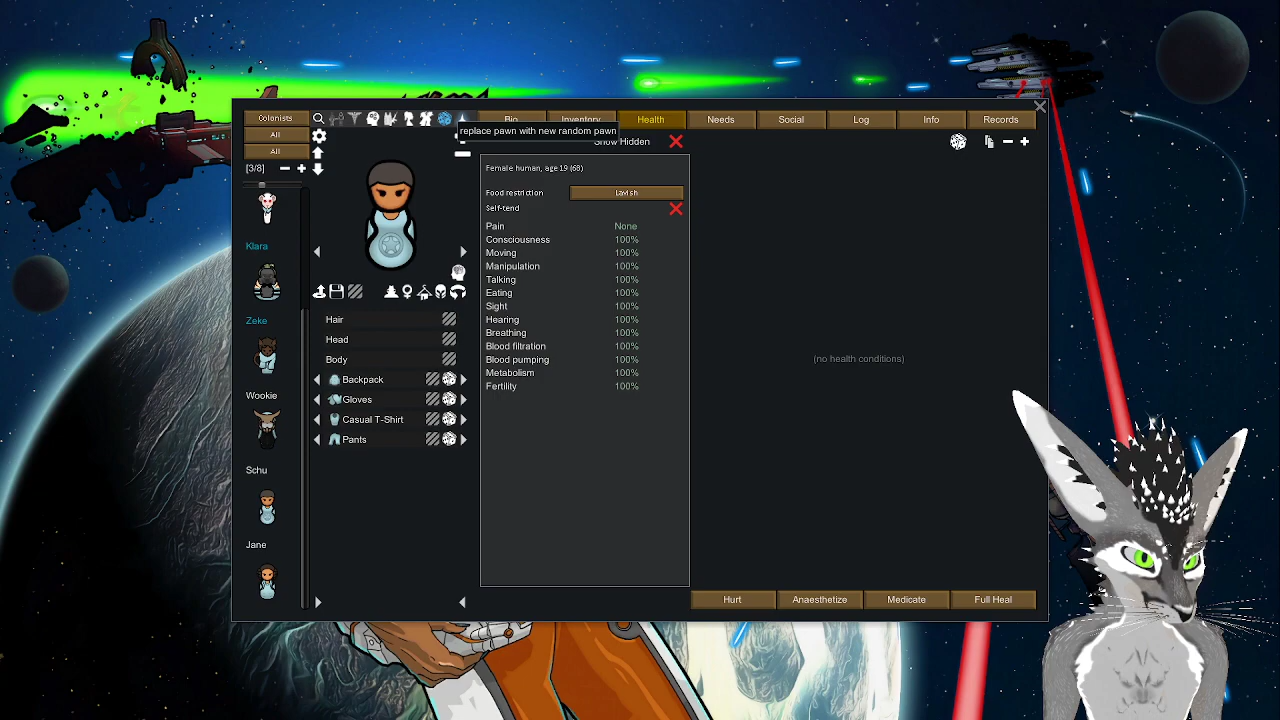 Colonists
Bio
Inventory
Health
Needs
Social
Log
Info
Records
All
replace pawn with new random pawn
Show Hidden
All
[3/8]
Female human, age 19 (68)
Food restriction
Lavish
Self-tend
Pain None
Consciousness 100%
Moving 100%
Manipulation 100%
Talking 100%
Eating 100%
Sight 100%
Hearing 100%
Breathing 100%
Blood filtration 100%
Blood pumping 100%
Metabolism 100%
Fertility 100%
Klara
Zeke
Wookie
Schu
Jane
Hair
Head
Body
Backpack
Gloves
Casual T-Shirt
Pants
(no health conditions)
Hurt
Anaesthetize
Medicate
Full Heal